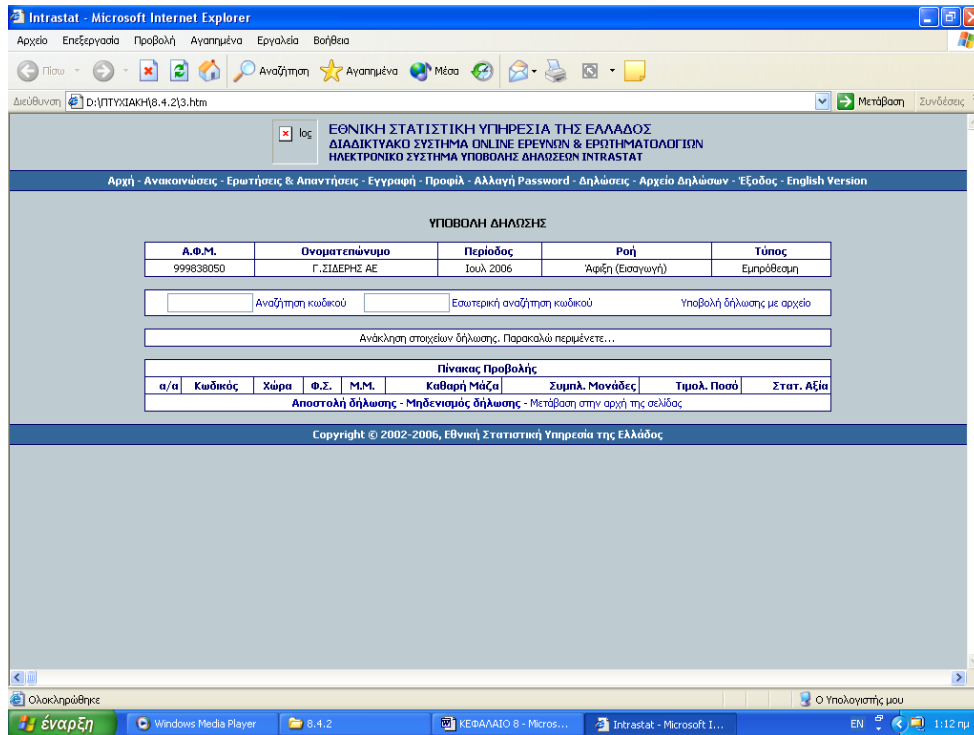 Intrastat - Microsoft Internet Explorer
Αρχείο Επεξεργασία Προβολή Αγαπημένα Εργαλεία Βοήθεια
Πίσω Αναζήτηση Αγαπημένα Μέσα
Διεύθυνση D:\ΠΤΥΧΙΑΚΗ\8.4.2\3.htm Μετάβαση Συνδέσεις
log
ΕΘΝΙΚΗ ΣΤΑΤΙΣΤΙΚΗ ΥΠΗΡΕΣΙΑ ΤΗΣ ΕΛΛΑΔΟΣ
ΔΙΑΔΙΚΤΥΑΚΟ ΣΥΣΤΗΜΑ ONLINE ΕΡΕΥΝΩΝ & ΕΡΩΤΗΜΑΤΟΛΟΓΙΩΝ
ΗΛΕΚΤΡΟΝΙΚΟ ΣΥΣΤΗΜΑ ΥΠΟΒΟΛΗΣ ΔΗΛΩΣΕΩΝ INTRASTAT
Αρχή - Ανακοινώσεις - Ερωτήσεις & Απαντήσεις - Εγγραφή - Προφίλ - Αλλαγή Password - Δηλώσεις - Αρχείο Δηλώσων - Έξοδος - English Version
ΥΠΟΒΟΛΗ ΔΗΛΩΣΗΣ
Α.Φ.Μ. Ονοματεπώνυμο Περίοδος Ροή Τύπος
999838050 Γ.ΣΙΔΕΡΗΣ ΑΕ Ιουλ 2006 Άφιξη (Εισαγωγή) Εμπρόθεσμη
Αναζήτηση κωδικού Εσωτερική αναζήτηση κωδικού Υποβολή δήλωσης με αρχείο
Ανάκληση στοιχείων δήλωσης. Παρακαλώ περιμένετε...
Πίνακας Προβολής
α/α Κωδικός Χώρα Φ.Σ. Μ.Μ. Καθαρή Μάζα Συμπλ. Μονάδες Τιμολ. Ποσό Στατ. Αξία
Αποστολή δήλωσης - Μηδενισμός δήλωσης - Μετάβαση στην αρχή της σελίδας
Copyright © 2002-2006, Εθνική Στατιστική Υπηρεσία της Ελλάδος
Ολοκληρώθηκε Ο Υπολογιστής μου
έναρξη Windows Media Player 8.4.2 ΚΕΦΑΛΑΙΟ 8 - Micros... Intrastat - Microsoft I... EN 1:12 πμ